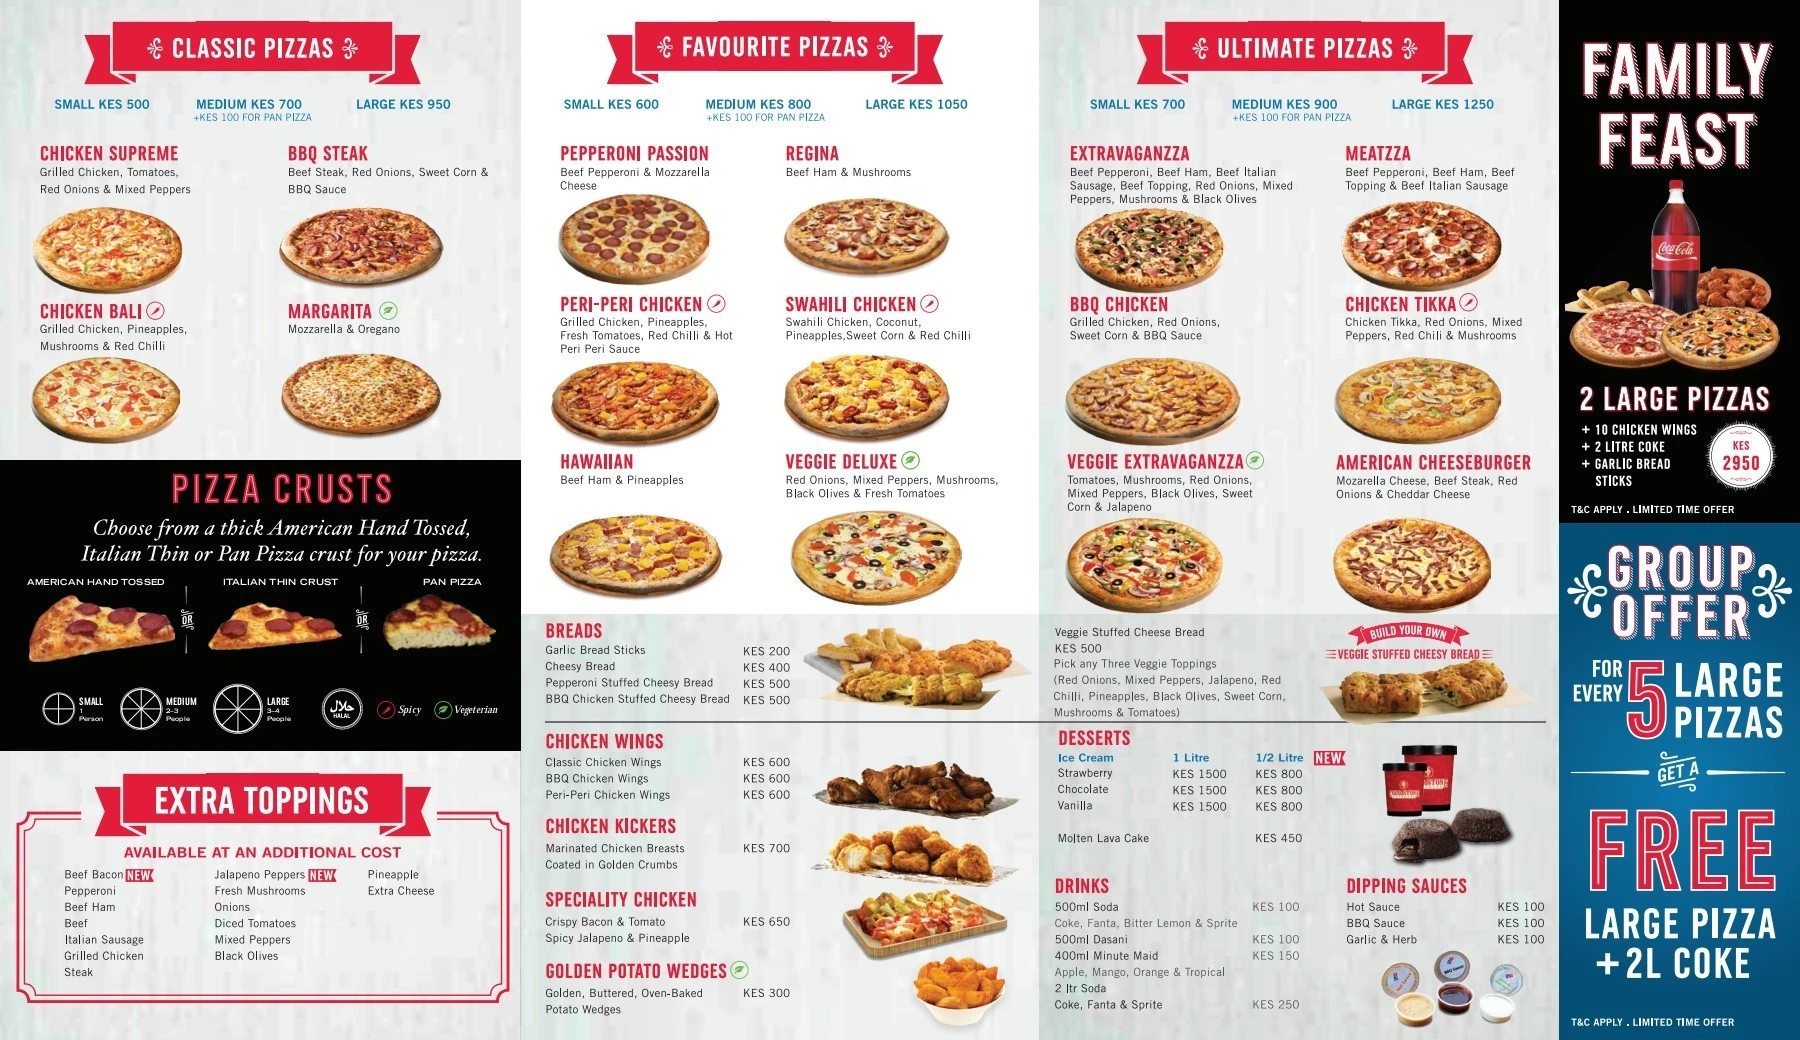 CLASSIC PIZZAS
SMALL KES 500
MEDIUM KES 700
+KES 100 FOR PAN PIZZA
LARGE KES 950
CHICKEN SUPREME
Grilled Chicken, Tomatoes,
Red Onions & Mixed Peppers
BBQ STEAK
Beef Steak, Red Onions, Sweet Corn &
BBQ Sauce
CHICKEN BALI
Grilled Chicken, Pineapples,
Mushrooms & Red Chilli
MARGARITA
Mozzarella & Oregano
PIZZA CRUSTS
Choose from a thick American Hand Tossed,
Italian Thin or Pan Pizza crust for your pizza.
AMERICAN HAND TOSSED
OR
ITALIAN THIN CRUST
OR
PAN PIZZA
SMALL
1
Person
MEDIUM
2-3
People
LARGE
3-4
People
حلال
HALAL
Spicy
Vegeterian
EXTRA TOPPINGS
AVAILABLE AT AN ADDITIONAL COST
Beef Bacon NEW
Pepperoni
Beef Ham
Beef
Italian Sausage
Grilled Chicken
Steak
Jalapeno Peppers NEW
Fresh Mushrooms
Onions
Diced Tomatoes
Mixed Peppers
Black Olives
Pineapple
Extra Cheese
FAVOURITE PIZZAS
SMALL KES 600
MEDIUM KES 800
+KES 100 FOR PAN PIZZA
LARGE KES 1050
PEPPERONI PASSION
Beef Pepperoni & Mozzarella
Cheese
REGINA
Beef Ham & Mushrooms
PERI-PERI CHICKEN
Grilled Chicken, Pineapples,
Fresh Tomatoes, Red Chilli & Hot
Peri Peri Sauce
SWAHILI CHICKEN
Swahili Chicken, Coconut,
Pineapples,Sweet Corn & Red Chilli
HAWAIIAN
Beef Ham & Pineapples
VEGGIE DELUXE
Red Onions, Mixed Peppers, Mushrooms,
Black Olives & Fresh Tomatoes
ULTIMATE PIZZAS
SMALL KES 700
MEDIUM KES 900
+KES 100 FOR PAN PIZZA
LARGE KES 1250
EXTRAVAGANZZA
Beef Pepperoni, Beef Ham, Beef Italian
Sausage, Beef Topping, Red Onions, Mixed
Peppers, Mushrooms & Black Olives
MEATZZA
Beef Pepperoni, Beef Ham, Beef
Topping & Beef Italian Sausage
BBQ CHICKEN
Grilled Chicken, Red Onions,
Sweet Corn & BBQ Sauce
CHICKEN TIKKA
Chicken Tikka, Red Onions, Mixed
Peppers, Red Chili & Mushrooms
VEGGIE EXTRAVAGANZZA
Tomatoes, Mushrooms, Red Onions,
Mixed Peppers, Black Olives, Sweet
Corn & Jalapeno
AMERICAN CHEESEBURGER
Mozarella Cheese, Beef Steak, Red
Onions & Cheddar Cheese
BREADS
Garlic Bread Sticks KES 200
Cheesy Bread KES 400
Pepperoni Stuffed Cheesy Bread KES 500
BBQ Chicken Stuffed Cheesy Bread KES 500
Veggie Stuffed Cheese Bread
KES 500
Pick any Three Veggie Toppings
(Red Onions, Mixed Peppers, Jalapeno, Red
Chilli, Pineapples, Black Olives, Sweet Corn,
Mushrooms & Tomatoes)
BUILD YOUR OWN
VEGGIE STUFFED CHEESY BREAD
CHICKEN WINGS
Classic Chicken Wings KES 600
BBQ Chicken Wings KES 600
Peri-Peri Chicken Wings KES 600
CHICKEN KICKERS
Marinated Chicken Breasts KES 700
Coated in Golden Crumbs
SPECIALITY CHICKEN
Crispy Bacon & Tomato KES 650
Spicy Jalapeno & Pineapple
GOLDEN POTATO WEDGES
Golden, Buttered, Oven-Baked KES 300
Potato Wedges
DESSERTS
Ice Cream 1 Litre 1/2 Litre NEW
Strawberry KES 1500 KES 800
Chocolate KES 1500 KES 800
Vanilla KES 1500 KES 800
Molten Lava Cake KES 450
DRINKS
500ml Soda KES 100
Coke, Fanta, Bitter Lemon & Sprite
500ml Dasani KES 100
400ml Minute Maid KES 150
Apple, Mango, Orange & Tropical
2 ltr Soda
Coke, Fanta & Sprite KES 250
DIPPING SAUCES
Hot Sauce KES 100
BBQ Sauce KES 100
Garlic & Herb KES 100
FAMILY
FEAST
Coca-Cola
2 LARGE PIZZAS
+ 10 CHICKEN WINGS
+ 2 LITRE COKE
+ GARLIC BREAD
STICKS
KES
2950
T&C APPLY . LIMITED TIME OFFER
GROUP
OFFER
FOR
EVERY
5
LARGE
PIZZAS
GET A
FREE
LARGE PIZZA
+2L COKE
T&C APPLY . LIMITED TIME OFFER